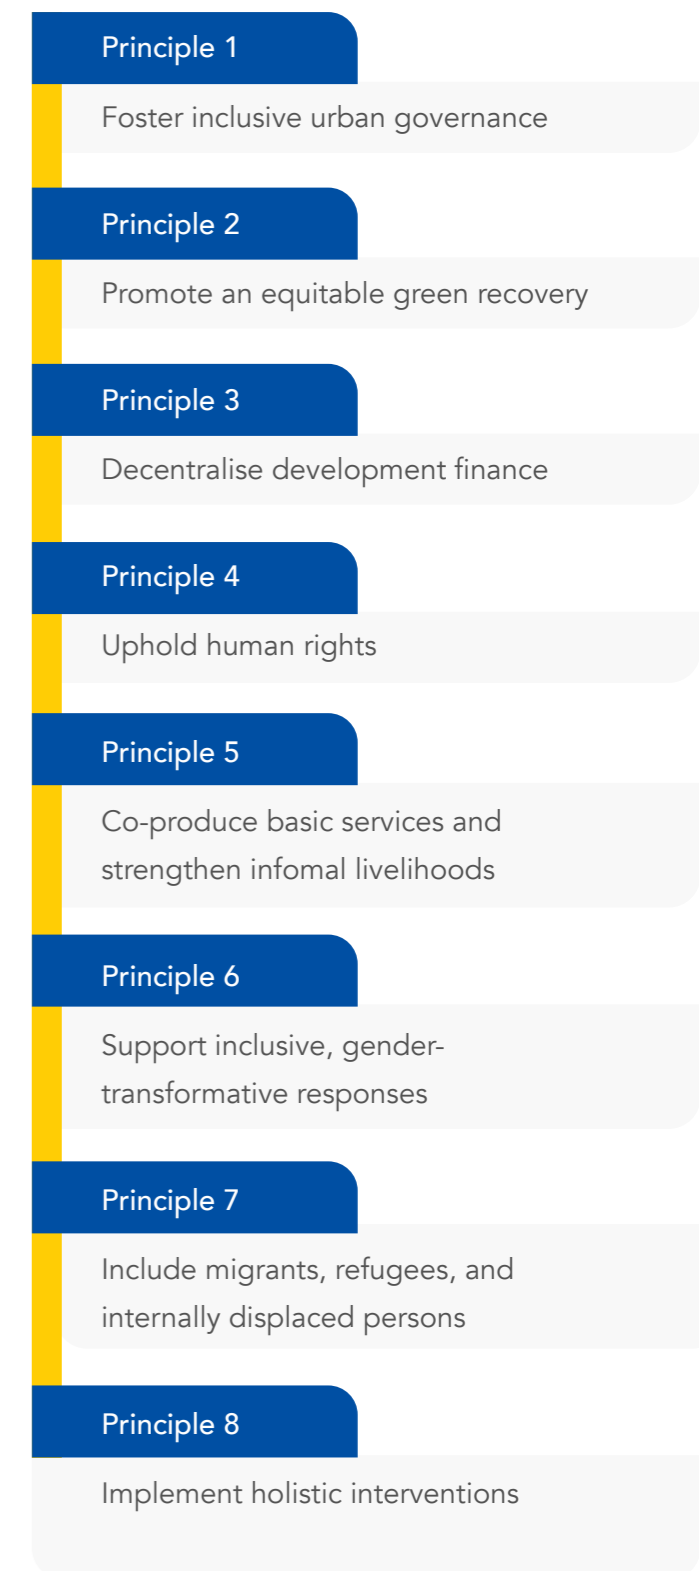 Principle 1
Foster inclusive urban governance
Principle 2
Promote an equitable green recovery
Principle 3
Decentralise development finance
Principle 4
Uphold human rights
Principle 5
Co-produce basic services and
strengthen infomal livelihoods
Principle 6
Support inclusive, gender-
transformative responses
Principle 7
Include migrants, refugees, and
internally displaced persons
Principle 8
Implement holistic interventions